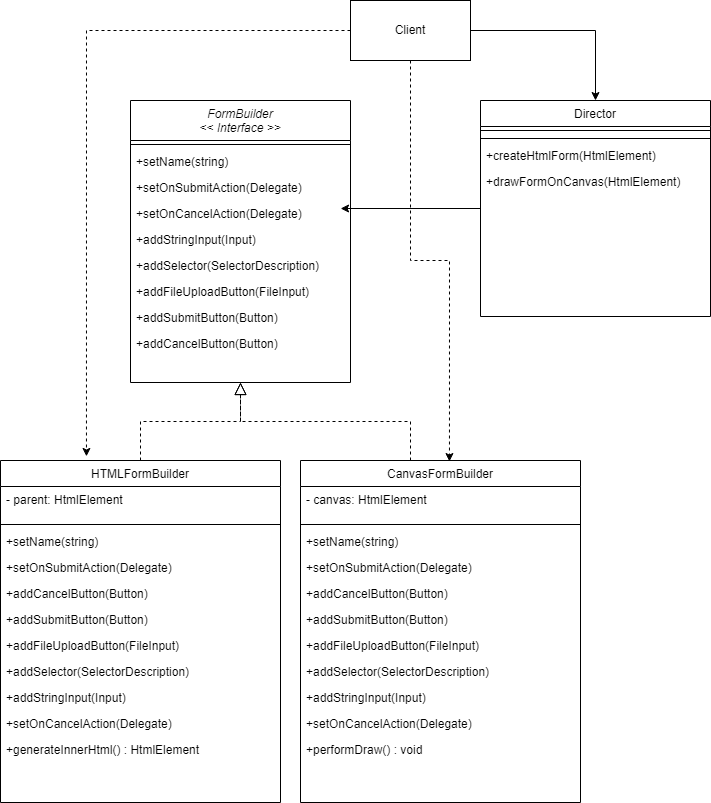 Client
FormBuilder
<< Interface >>
+setName(string)
+setOnSubmitAction(Delegate)
+setOnCancelAction(Delegate)
+addStringInput(Input)
+addSelector(SelectorDescription)
+addFileUploadButton(FileInput)
+addSubmitButton(Button)
+addCancelButton(Button)
Director
+createHtmlForm(HtmlElement)
+drawFormOnCanvas(HtmlElement)
HTMLFormBuilder
- parent: HtmlElement
+setName(string)
+setOnSubmitAction(Delegate)
+addCancelButton(Button)
+addSubmitButton(Button)
+addFileUploadButton(FileInput)
+addSelector(SelectorDescription)
+addStringInput(Input)
+setOnCancelAction(Delegate)
+generateInnerHtml() : HtmlElement
CanvasFormBuilder
- canvas: HtmlElement
+setName(string)
+setOnSubmitAction(Delegate)
+addCancelButton(Button)
+addSubmitButton(Button)
+addFileUploadButton(FileInput)
+addSelector(SelectorDescription)
+addStringInput(Input)
+setOnCancelAction(Delegate)
+performDraw() : void